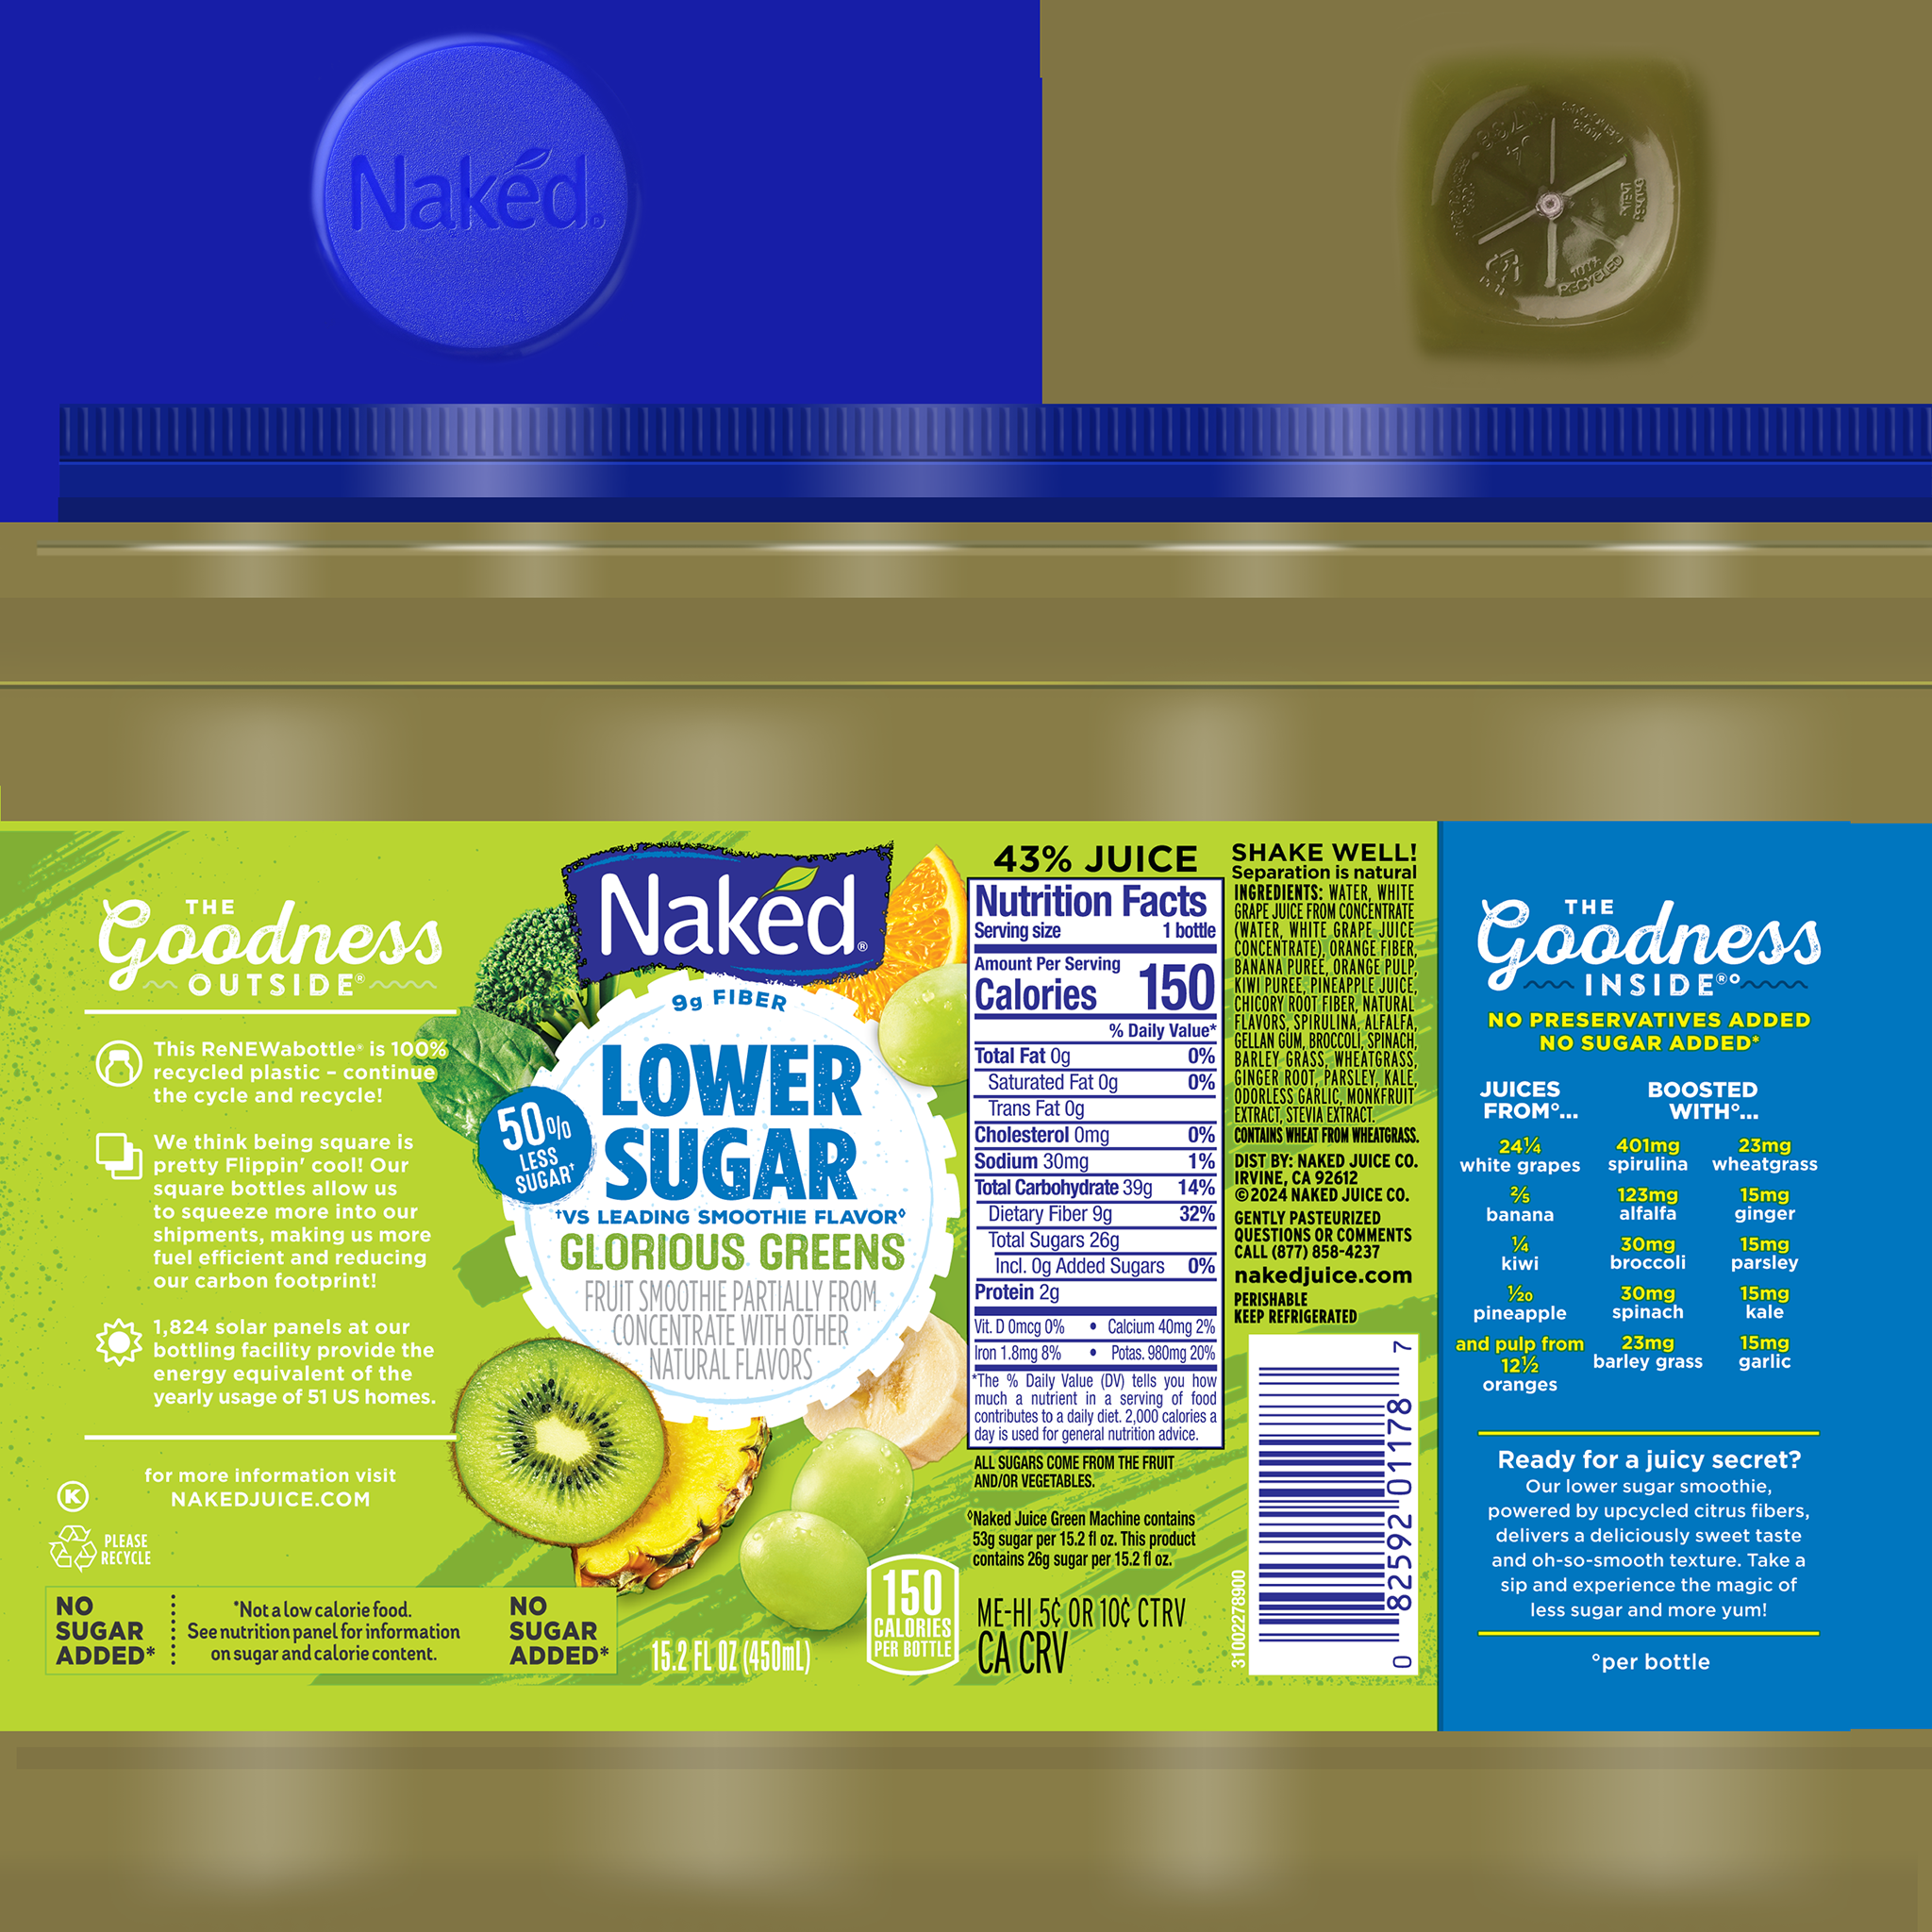 Naked®
100%
RECYCLED
THE
Goodness
OUTSIDE®
This ReNEWabottle® is 100%
recycled plastic – continue
the cycle and recycle!
We think being square is
pretty Flippin' cool! Our
square bottles allow us
to squeeze more into our
shipments, making us more
fuel efficient and reducing
our carbon footprint!
1,824 solar panels at our
bottling facility provide the
energy equivalent of the
yearly usage of 51 US homes.
for more information visit
NAKEDJUICE.COM
K
PLEASE
RECYCLE
NO
SUGAR
ADDED*
*Not a low calorie food.
See nutrition panel for information
on sugar and calorie content.
NO
SUGAR
ADDED*
Naked®
9g FIBER
LOWER
SUGAR
50%
LESS
SUGAR†
†VS LEADING SMOOTHIE FLAVOR◊
GLORIOUS GREENS
FRUIT SMOOTHIE PARTIALLY FROM
CONCENTRATE WITH OTHER
NATURAL FLAVORS
15.2 FL OZ (450mL)
150
CALORIES
PER BOTTLE
43% JUICE
Nutrition Facts
Serving size 1 bottle
Amount Per Serving
Calories 150
% Daily Value*
Total Fat 0g 0%
Saturated Fat 0g 0%
Trans Fat 0g
Cholesterol 0mg 0%
Sodium 30mg 1%
Total Carbohydrate 39g 14%
Dietary Fiber 9g 32%
Total Sugars 26g
Incl. 0g Added Sugars 0%
Protein 2g
Vit. D 0mcg 0% • Calcium 40mg 2%
Iron 1.8mg 8% • Potas. 980mg 20%
*The % Daily Value (DV) tells you how
much a nutrient in a serving of food
contributes to a daily diet. 2,000 calories a
day is used for general nutrition advice.
ALL SUGARS COME FROM THE FRUIT
AND/OR VEGETABLES.
◊Naked Juice Green Machine contains
53g sugar per 15.2 fl oz. This product
contains 26g sugar per 15.2 fl oz.
ME-HI 5¢ OR 10¢ CTRV
CA CRV
SHAKE WELL!
Separation is natural
INGREDIENTS: WATER, WHITE
GRAPE JUICE FROM CONCENTRATE
(WATER, WHITE GRAPE JUICE
CONCENTRATE), ORANGE FIBER,
BANANA PUREE, ORANGE PULP,
KIWI PUREE, PINEAPPLE JUICE,
CHICORY ROOT FIBER, NATURAL
FLAVORS, SPIRULINA, ALFALFA,
GELLAN GUM, BROCCOLI, SPINACH,
BARLEY GRASS, WHEATGRASS,
GINGER ROOT, PARSLEY, KALE,
ODORLESS GARLIC, MONKFRUIT
EXTRACT, STEVIA EXTRACT.
CONTAINS WHEAT FROM WHEATGRASS.
DIST BY: NAKED JUICE CO.
IRVINE, CA 92612
©2024 NAKED JUICE CO.
GENTLY PASTEURIZED
QUESTIONS OR COMMENTS
CALL (877) 858-4237
nakedjuice.com
PERISHABLE
KEEP REFRIGERATED
31002278900
0 82592 01178 7
THE
Goodness
INSIDE®°
NO PRESERVATIVES ADDED
NO SUGAR ADDED*
JUICES
FROM°...
24¼
white grapes
⅖
banana
¼
kiwi
1/20
pineapple
and pulp from
12½
oranges
BOOSTED
WITH°...
401mg
spirulina
123mg
alfalfa
30mg
broccoli
30mg
spinach
23mg
barley grass
23mg
wheatgrass
15mg
ginger
15mg
parsley
15mg
kale
15mg
garlic
Ready for a juicy secret?
Our lower sugar smoothie,
powered by upcycled citrus fibers,
delivers a deliciously sweet taste
and oh-so-smooth texture. Take a
sip and experience the magic of
less sugar and more yum!
°per bottle